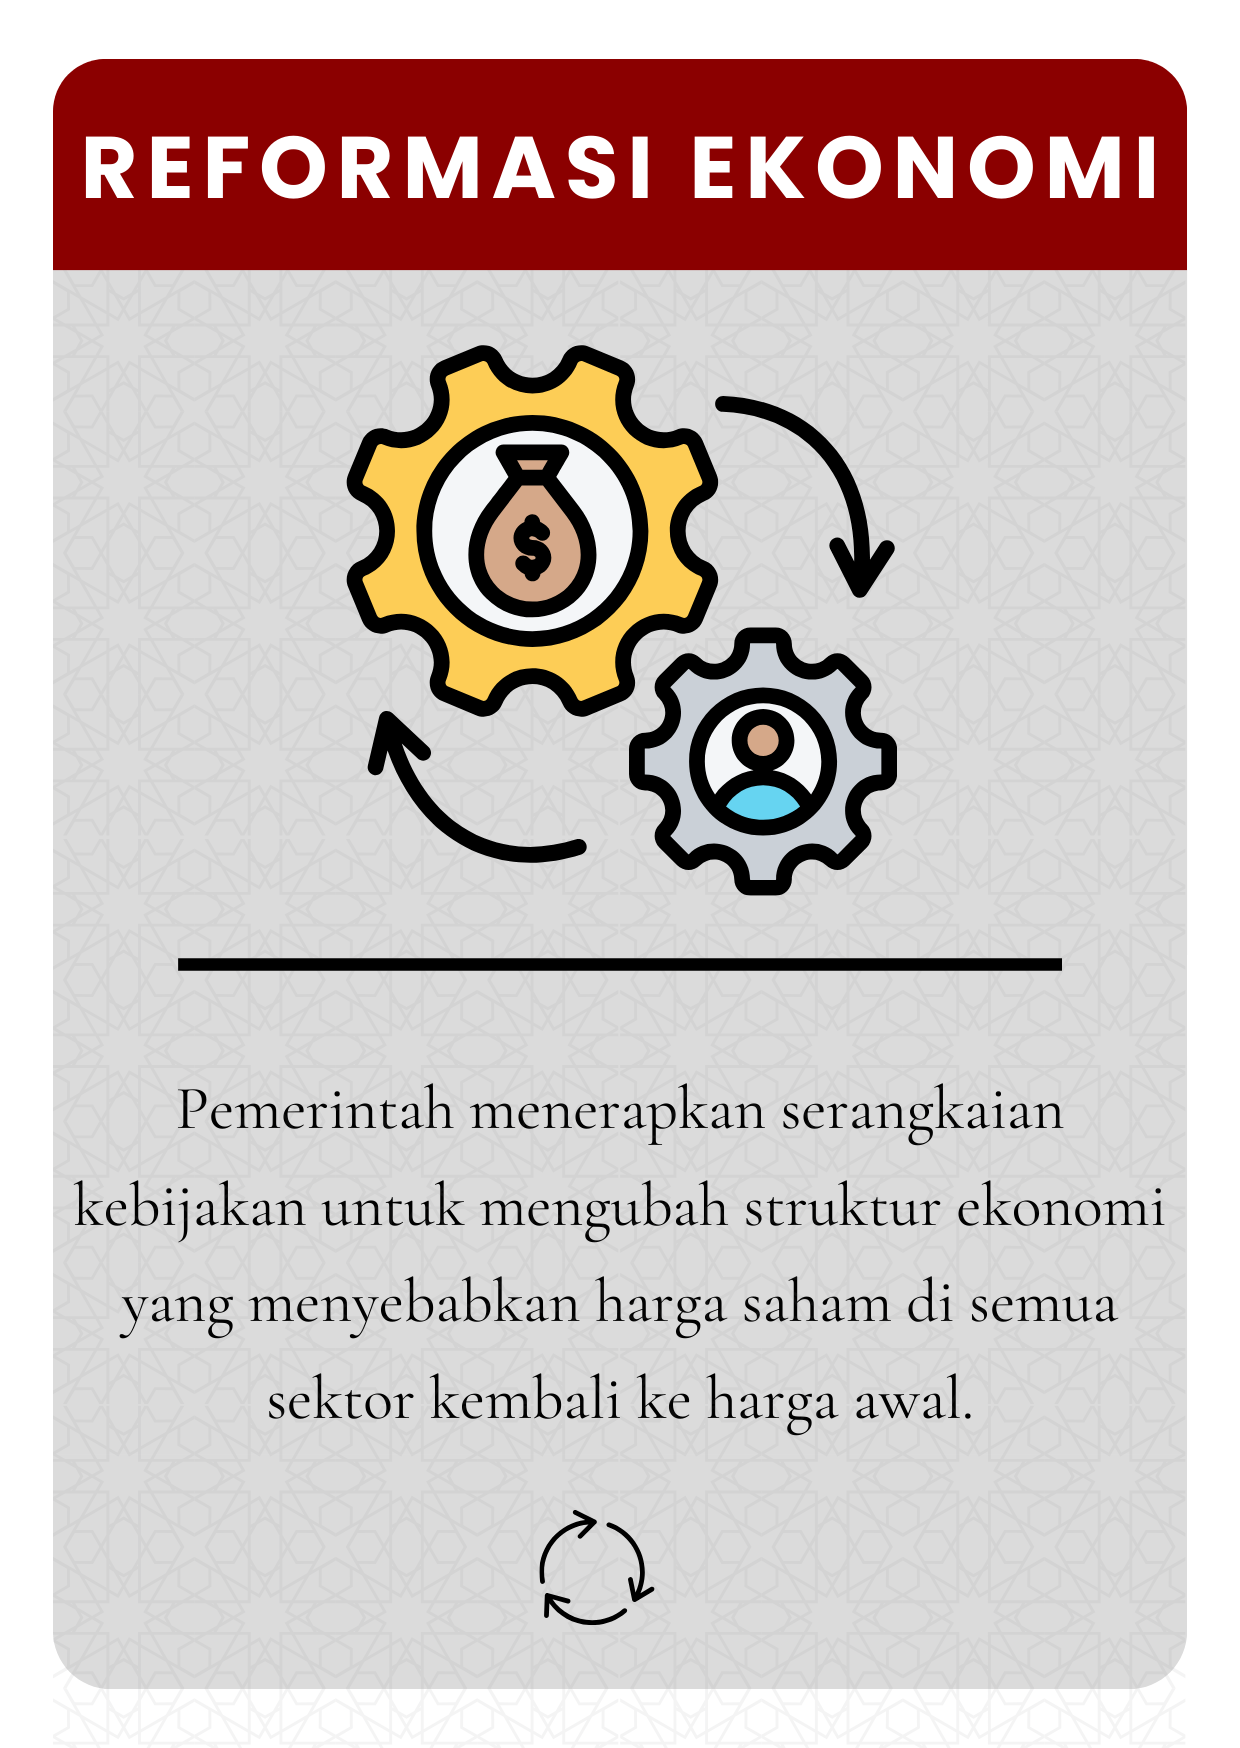 REFORMASI EKONOMI
$
Pemerintah menerapkan serangkaian
kebijakan untuk mengubah struktur ekonomi
yang menyebabkan harga saham di semua
sektor kembali ke harga awal.